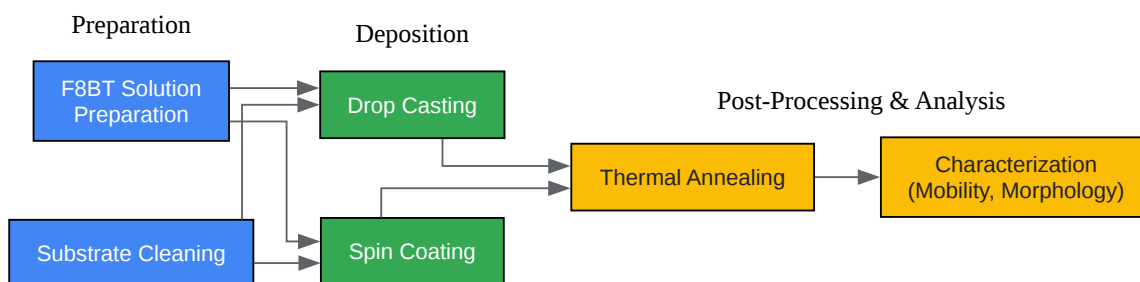 Preparation
Deposition
F8BT Solution
Preparation
Drop Casting
Post-Processing & Analysis
Thermal Annealing
Characterization
(Mobility, Morphology)
Substrate Cleaning
Spin Coating